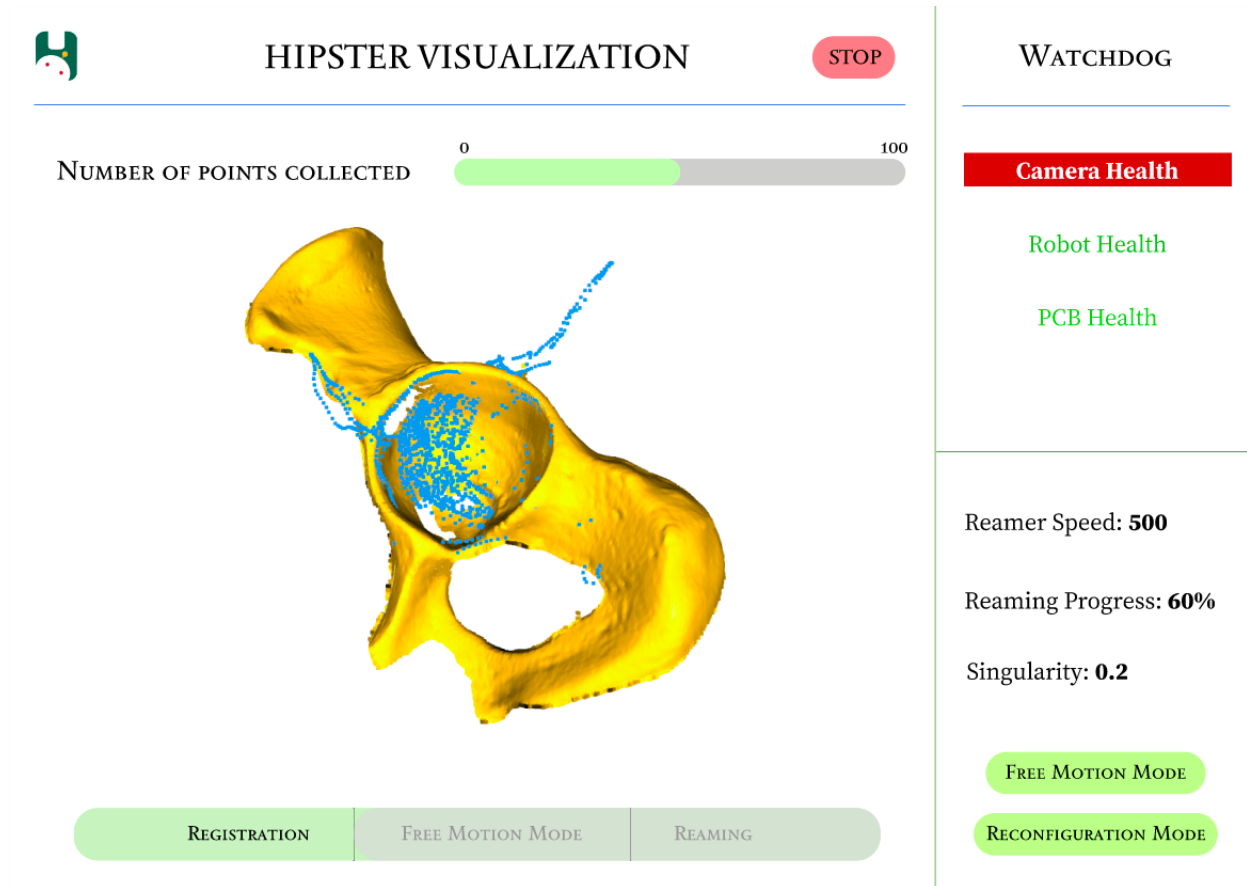 HIPSTER VISUALIZATION
STOP
NUMBER OF POINTS COLLECTED
0
100
REGISTRATION
FREE MOTION MODE
REAMING
WATCHDOG
Camera Health
Robot Health
PCB Health
Reamer Speed: 500
Reaming Progress: 60%
Singularity: 0.2
FREE MOTION MODE
RECONFIGURATION MODE